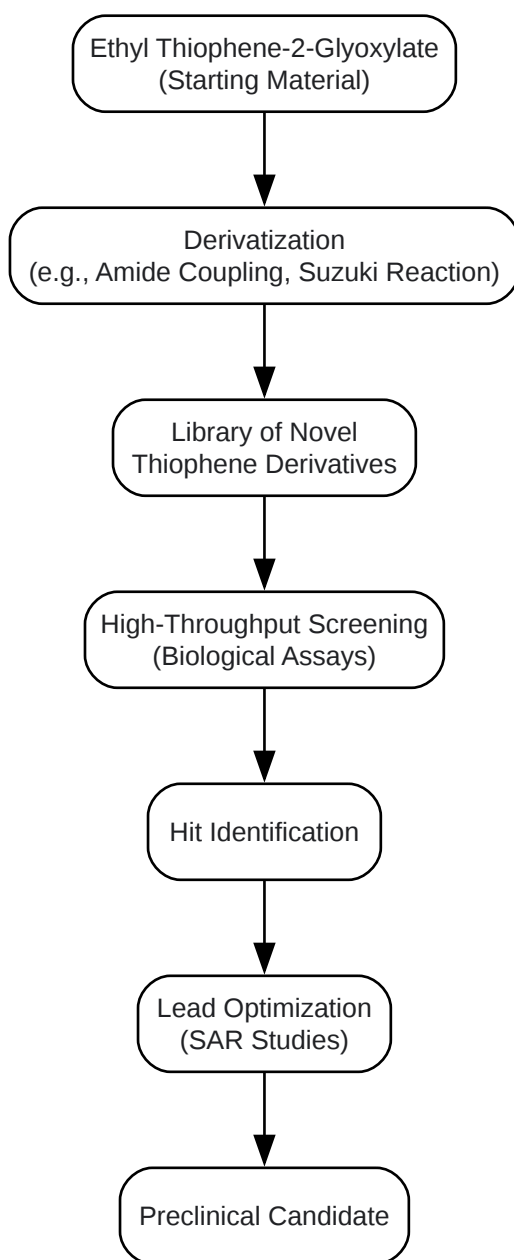 Ethyl Thiophene-2-Glyoxylate
(Starting Material)
Derivatization
(e.g., Amide Coupling, Suzuki Reaction)
Library of Novel
Thiophene Derivatives
High-Throughput Screening
(Biological Assays)
Hit Identification
Lead Optimization
(SAR Studies)
Preclinical Candidate